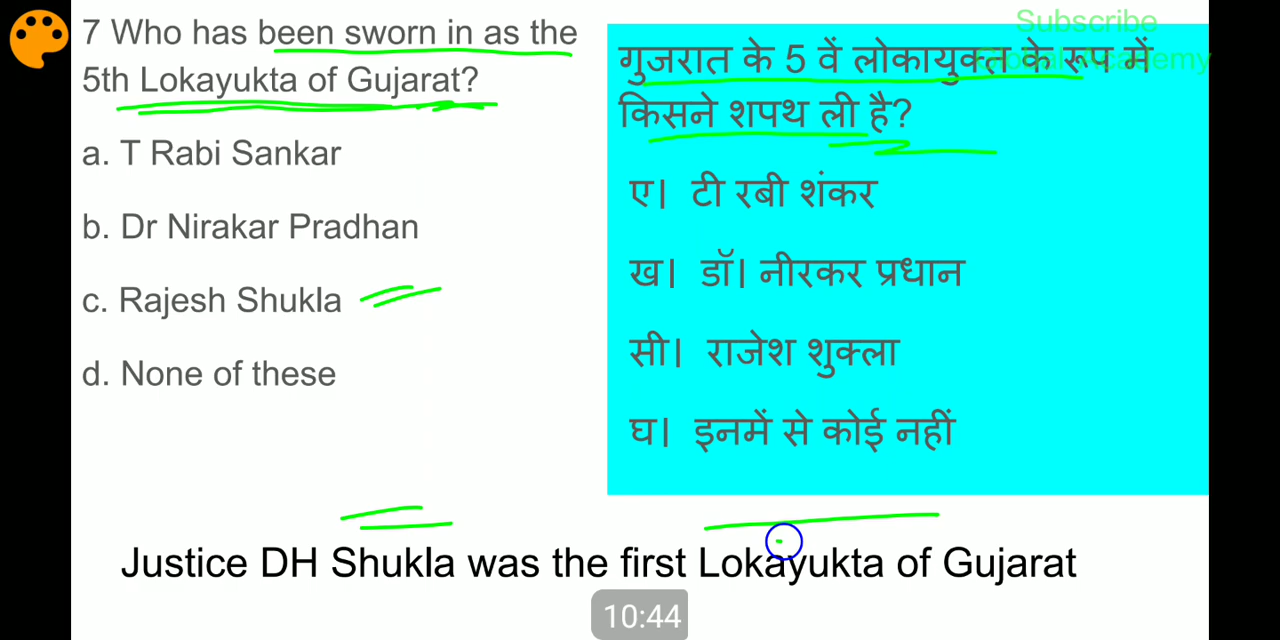 7 Who has been sworn in as the
5th Lokayukta of Gujarat?
a. T Rabi Sankar
b. Dr Nirakar Pradhan
c. Rajesh Shukla
d. None of these
Subscribe
Global Academy
गुजरात के 5 वें लोकायुक्त के रूप में
किसने शपथ ली है?
ए। टी रबी शंकर
ख। डॉ। नीरकर प्रधान
सी। राजेश शुक्ला
घ। इनमें से कोई नहीं
Justice DH Shukla was the first Lokayukta of Gujarat
10:44